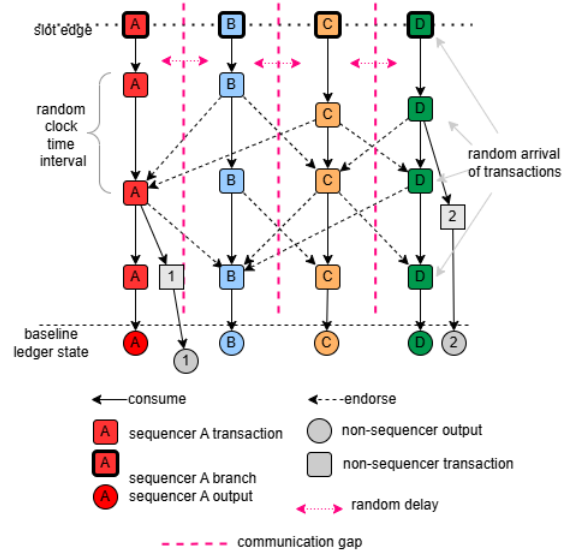 slot edge
A
B
C
D
A
B
C
D
random
clock
time
interval
random arrival
of transactions
A
B
C
D
2
A
1
B
C
D
baseline
ledger state
A
1
B
C
D
2
consume
endorse
A
sequencer A transaction
non-sequencer output
A
sequencer A branch
non-sequencer transaction
A
sequencer A output
random delay
communication gap